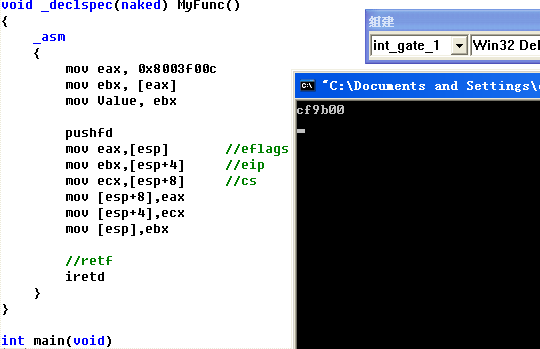 void _declspec(naked) MyFunc()
{
_asm
{
mov eax, 0x8003f00c
mov ebx, [eax]
mov Value, ebx
pushfd
mov eax,[esp] //eflags
mov ebx,[esp+4] //eip
mov ecx,[esp+8] //cs
mov [esp+8],eax
mov [esp+4],ecx
mov [esp],ebx
//retf
iretd
}
}
int main(void)
組建
int_gate_1 Win32 Del
"C:\Documents and Settings\
cf9b00